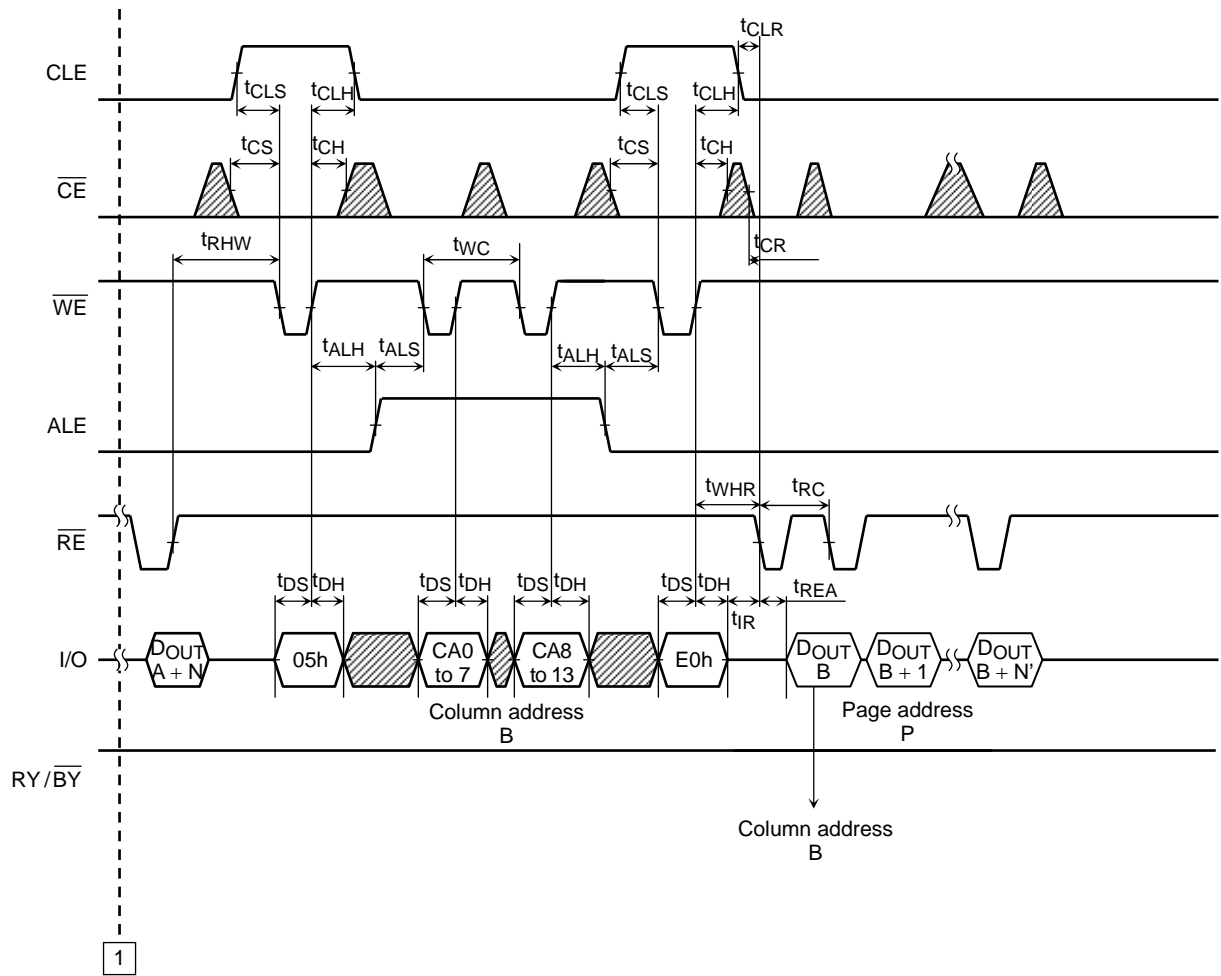 tCLR
CLE
tCLS tCLH tCLS tCLH
tCS tCH tCS tCH
CE
tRHW tWC tCR
WE
tALH tALS tALH tALS
ALE
tWHR tRC
RE
tDS tDH tDS tDH tDS tDH tDS tDH tREA
tIR
I/O
DOUT
A + N
05h
CA0
to 7
CA8
to 13
E0h
DOUT
B
DOUT
B + 1
DOUT
B + N'
Column address
B
Page address
P
RY/BY
Column address
B
1